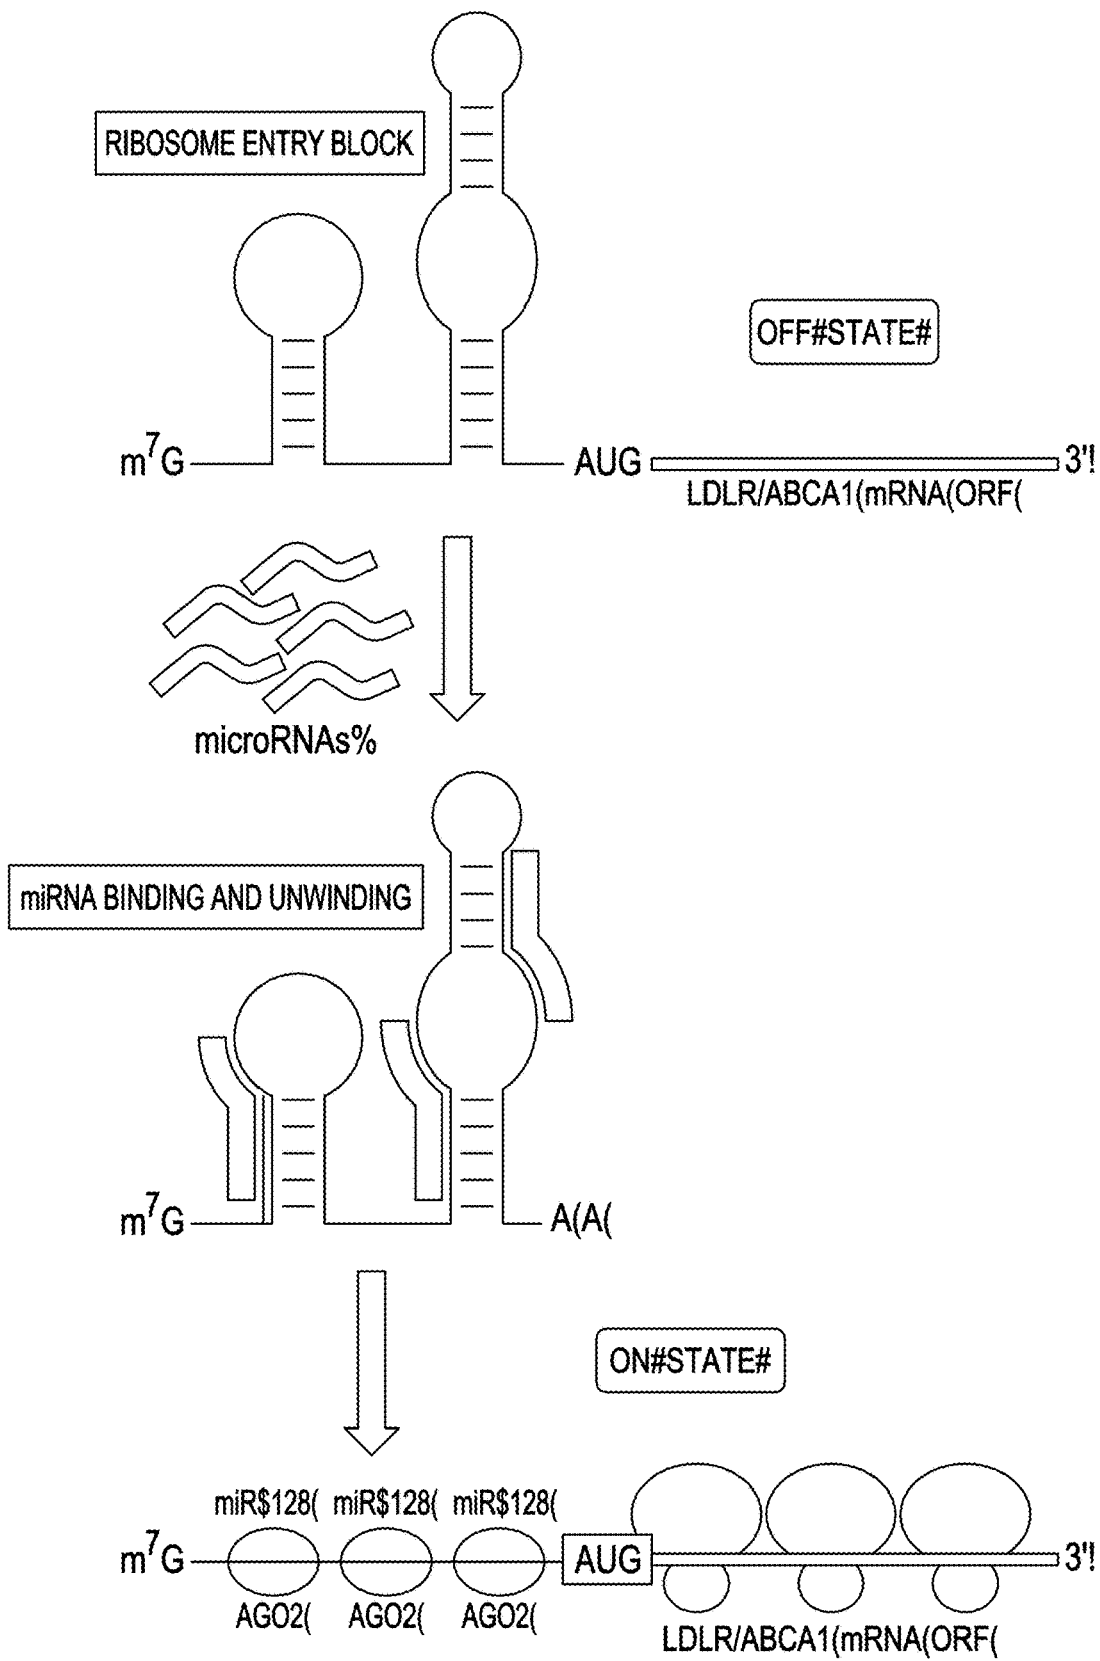 RIBOSOME ENTRY BLOCK
OFF#STATE#
m⁷G
AUG
3'!
LDLR/ABCA1(mRNA(ORF(
microRNAs%
miRNA BINDING AND UNWINDING
m⁷G
A(A(
ON#STATE#
miR$128( miR$128( miR$128(
m⁷G
AUG
3'!
AGO2( AGO2( AGO2(
LDLR/ABCA1(mRNA(ORF(